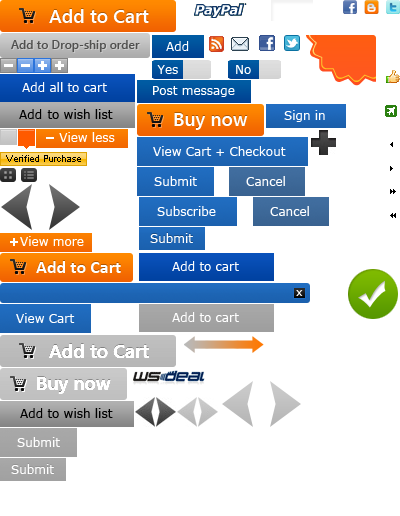 Add to Cart
PayPal
Add to Drop-ship order
Add
Yes
No
Add all to cart
Post message
Add to wish list
Buy now
Sign in
View less
View Cart + Checkout
Verified Purchase
Submit
Cancel
Subscribe
Cancel
+View more
Submit
Add to Cart
Add to cart
x
View Cart
Add to cart
Add to Cart
Buy now
wsdeal
Add to wish list
Submit
Submit